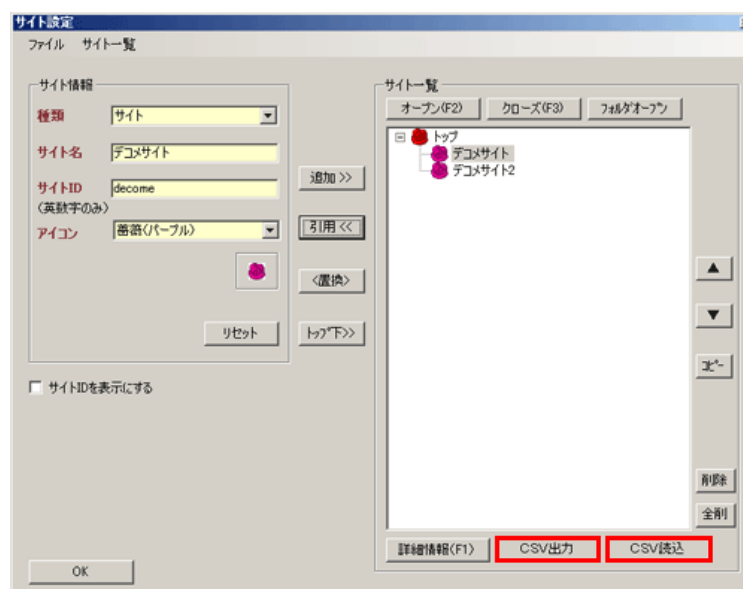 サイト設定
ファイル サイト一覧
サイト情報
種類 サイト
サイト名 デコメサイト
サイトID decome
(英数字のみ)
アイコン 薔薇(パープル)
リセット
サイトIDを表示にする
OK
追加 >>
引用 <<
<置換>
トップ下>>
サイト一覧
オープン(F2) クローズ(F3) フォルダオープン
トップ
デコメサイト
デコメサイト2
▲
▼
コピー
削除
全削
詳細情報(F1) CSV出力 CSV読込